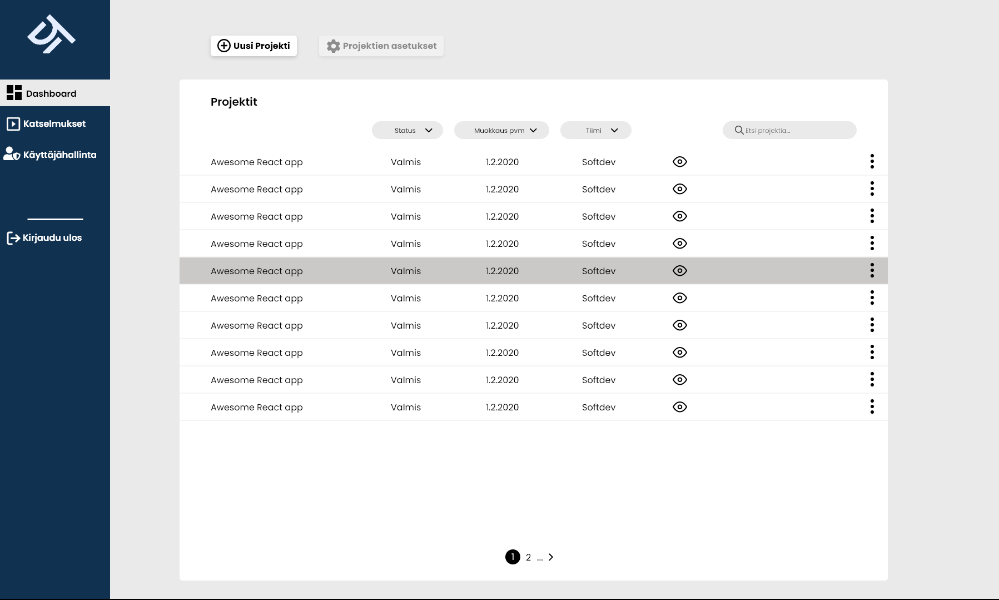 Uusi Projekti Projektien asetukset
Dashboard
Katselmukset
Käyttäjähallinta
Kirjaudu ulos
Projektit
Status Muokkaus pvm Tiimi Etsi projektia...
Awesome React app Valmis 1.2.2020 Softdev
Awesome React app Valmis 1.2.2020 Softdev
Awesome React app Valmis 1.2.2020 Softdev
Awesome React app Valmis 1.2.2020 Softdev
Awesome React app Valmis 1.2.2020 Softdev
Awesome React app Valmis 1.2.2020 Softdev
Awesome React app Valmis 1.2.2020 Softdev
Awesome React app Valmis 1.2.2020 Softdev
Awesome React app Valmis 1.2.2020 Softdev
Awesome React app Valmis 1.2.2020 Softdev
1 2 ...